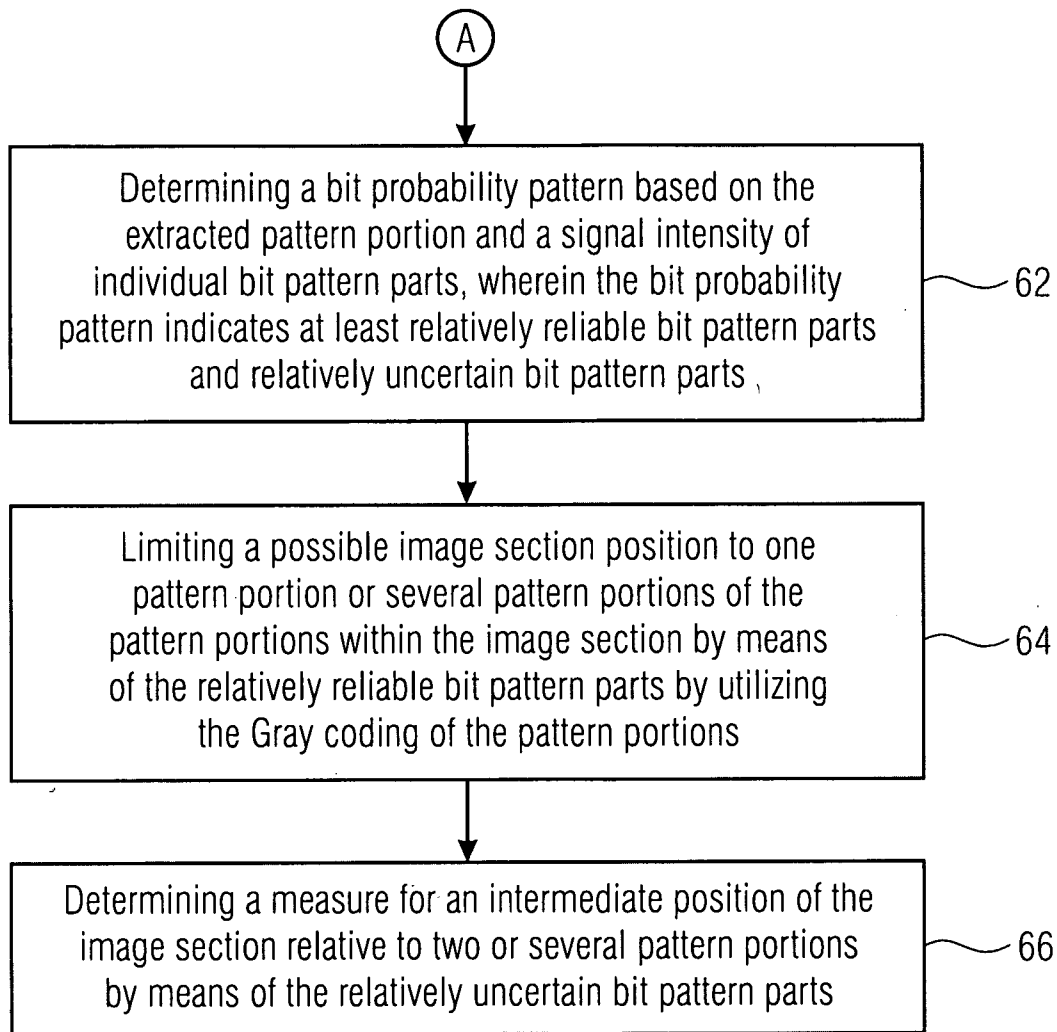 A
Determining a bit probability pattern based on the
extracted pattern portion and a signal intensity of
individual bit pattern parts, wherein the bit probability
pattern indicates at least relatively reliable bit pattern parts
and relatively uncertain bit pattern parts
62
Limiting a possible image section position to one
pattern portion or several pattern portions of the
pattern portions within the image section by means
of the relatively reliable bit pattern parts by utilizing
the Gray coding of the pattern portions
64
Determining a measure for an intermediate position of the
image section relative to two or several pattern portions
by means of the relatively uncertain bit pattern parts
66